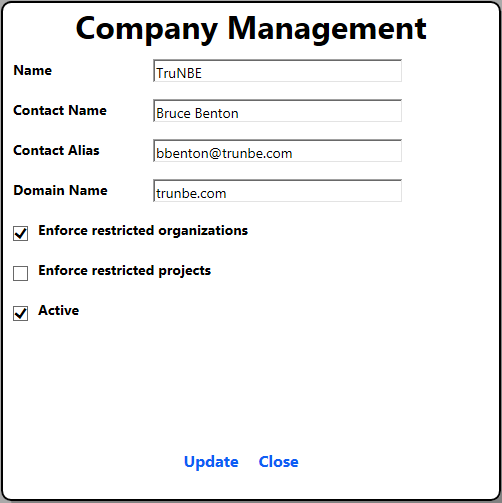 Company Management
Name TruNBE
Contact Name Bruce Benton
Contact Alias bbenton@trunbe.com
Domain Name trunbe.com
Enforce restricted organizations
Enforce restricted projects
Active
Update Close